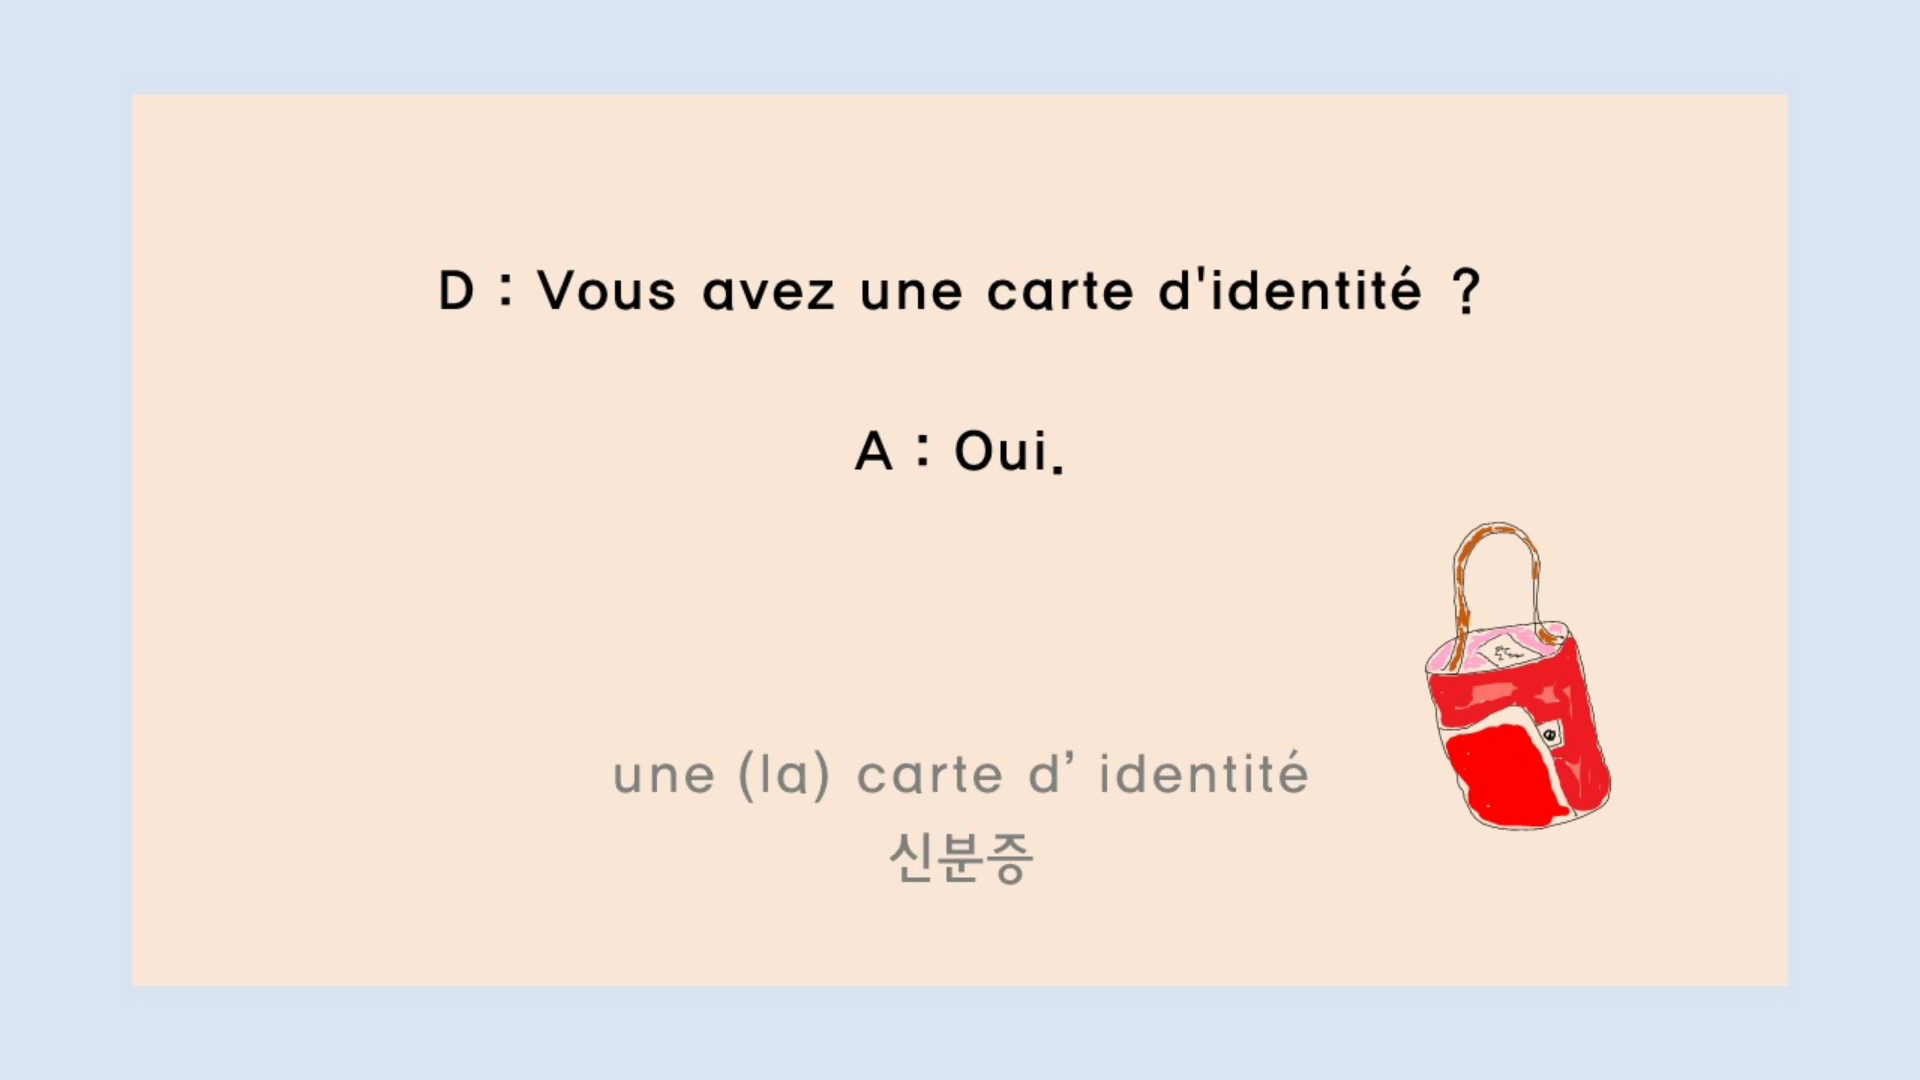 D : Vous avez une carte d'identité ?
A : Oui.
une (la) carte d’ identité
신분증